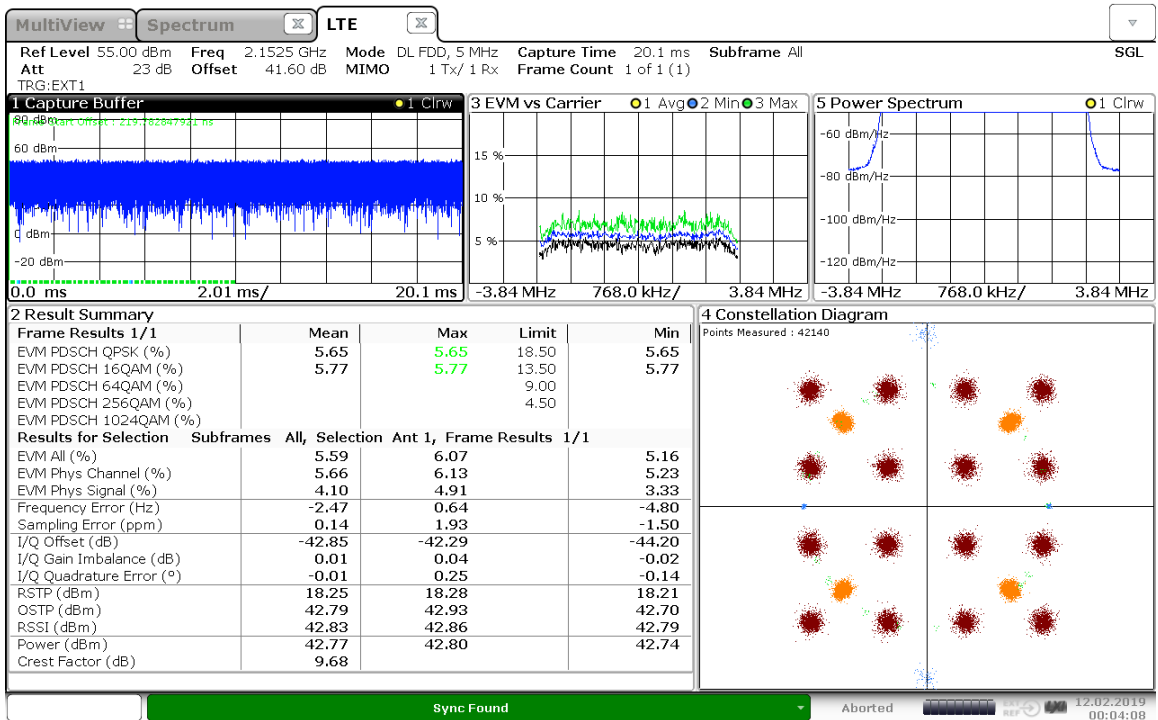 MultiView Spectrum LTE
Ref Level 55.00 dBm Freq 2.1525 GHz Mode DL FDD, 5 MHz Capture Time 20.1 ms Subframe All SGL
Att 23 dB Offset 41.60 dB MIMO 1 Tx/ 1 Rx Frame Count 1 of 1 (1)
TRG:EXT1
1 Capture Buffer 1 Clrw
80 dBm
60 dBm
0 dBm
-20 dBm
0.0 ms 2.01 ms/ 20.1 ms
3 EVM vs Carrier 1 Avg 2 Min 3 Max
15 %
10 %
5 %
-3.84 MHz 768.0 kHz/ 3.84 MHz
5 Power Spectrum 1 Clrw
-60 dBm/Hz
-80 dBm/Hz
-100 dBm/Hz
-120 dBm/Hz
-3.84 MHz 768.0 kHz/ 3.84 MHz
2 Result Summary
Frame Results 1/1 Mean Max Limit Min
EVM PDSCH QPSK (%) 5.65 5.65 18.50 5.65
EVM PDSCH 16QAM (%) 5.77 5.77 13.50 5.77
EVM PDSCH 64QAM (%) 9.00
EVM PDSCH 256QAM (%) 4.50
EVM PDSCH 1024QAM (%)
Results for Selection Subframes All, Selection Ant 1, Frame Results 1/1
EVM All (%) 5.59 6.07 5.16
EVM Phys Channel (%) 5.66 6.13 5.23
EVM Phys Signal (%) 4.10 4.91 3.33
Frequency Error (Hz) -2.47 0.64 -4.80
Sampling Error (ppm) 0.14 1.93 -1.50
I/Q Offset (dB) -42.85 -42.29 -44.20
I/Q Gain Imbalance (dB) 0.01 0.04 -0.02
I/Q Quadrature Error (º) -0.01 0.25 -0.14
RSTP (dBm) 18.25 18.28 18.21
OSTP (dBm) 42.79 42.93 42.70
RSSI (dBm) 42.83 42.86 42.79
Power (dBm) 42.77 42.80 42.74
Crest Factor (dB) 9.68
4 Constellation Diagram
Points Measured : 42140
Sync Found Aborted 12.02.2019
00:04:08